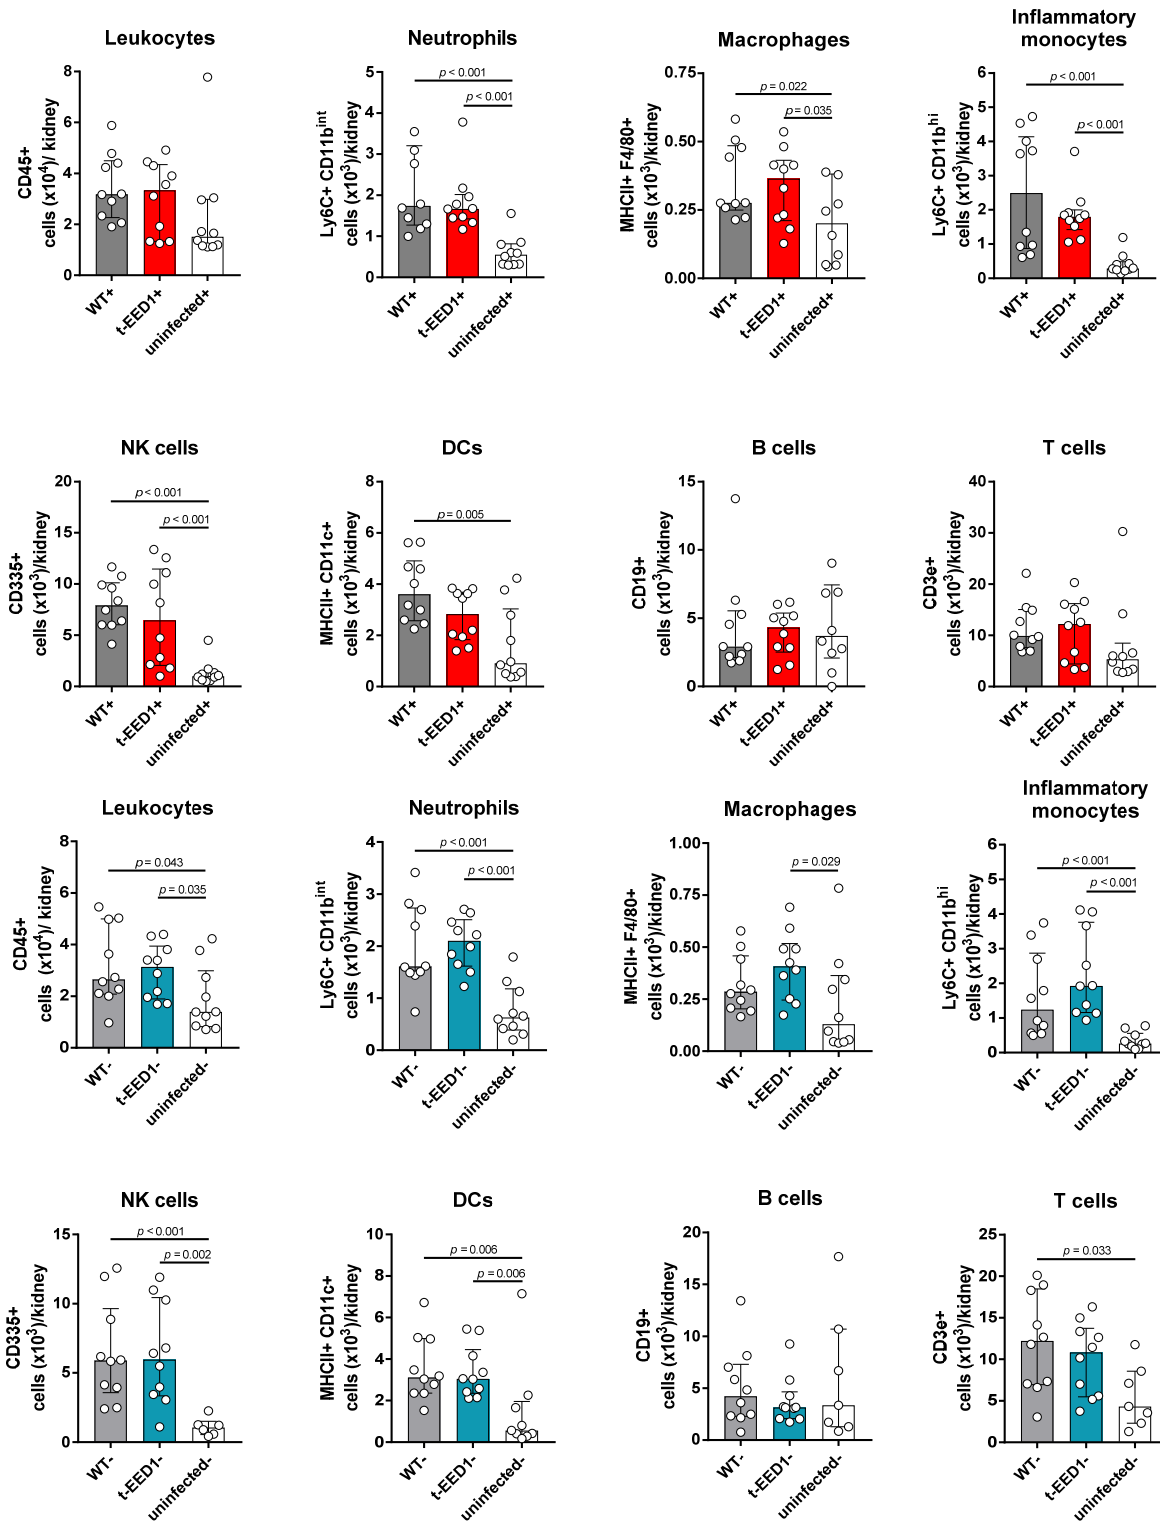 Leukocytes
CD45+
cells (x10⁴)/ kidney
8
6
4
2
0
WT+
t-EED1+
uninfected+
Neutrophils
Ly6C+ CD11b^int
cells (x10³)/kidney
5
4
3
2
1
0
p < 0.001
p < 0.001
WT+
t-EED1+
uninfected+
Macrophages
MHCII+ F4/80+
cells (x10³)/kidney
0.75
0.50
0.25
0.00
p = 0.022
p = 0.035
WT+
t-EED1+
uninfected+
Inflammatory
monocytes
Ly6C+ CD11b^hi
cells (x10³)/kidney
6
5
4
3
2
1
0
p < 0.001
p < 0.001
WT+
t-EED1+
uninfected+
NK cells
CD335+
cells (x10³)/kidney
20
15
10
5
0
p < 0.001
p < 0.001
WT+
t-EED1+
uninfected+
DCs
MHCII+ CD11c+
cells (x10³)/kidney
8
6
4
2
0
p = 0.005
WT+
t-EED1+
uninfected+
B cells
CD19+
cells (x10³)/kidney
15
10
5
0
WT+
t-EED1+
uninfected+
T cells
CD3e+
cells (x10³)/kidney
40
30
20
10
0
WT+
t-EED1+
uninfected+
Leukocytes
CD45+
cells (x10⁴)/ kidney
8
6
4
2
0
p = 0.043
p = 0.035
WT-
t-EED1-
uninfected-
Neutrophils
Ly6C+ CD11b^int
cells (x10³)/kidney
4
3
2
1
0
p < 0.001
p < 0.001
WT-
t-EED1-
uninfected-
Macrophages
MHCII+ F4/80+
cells (x10³)/kidney
1.00
0.75
0.50
0.25
0.00
p = 0.029
WT-
t-EED1-
uninfected-
Inflammatory
monocytes
Ly6C+ CD11b^hi
cells (x10³)/kidney
6
5
4
3
2
1
0
p < 0.001
p < 0.001
WT-
t-EED1-
uninfected-
NK cells
CD335+
cells (x10³)/kidney
15
10
5
0
p < 0.001
p = 0.002
WT-
t-EED1-
uninfected-
DCs
MHCII+ CD11c+
cells (x10³)/kidney
10
8
6
4
2
0
p = 0.006
p = 0.006
WT-
t-EED1-
uninfected-
B cells
CD19+
cells (x10³)/kidney
20
15
10
5
0
WT-
t-EED1-
uninfected-
T cells
CD3e+
cells (x10³)/kidney
25
20
15
10
5
0
p = 0.033
WT-
t-EED1-
uninfected-